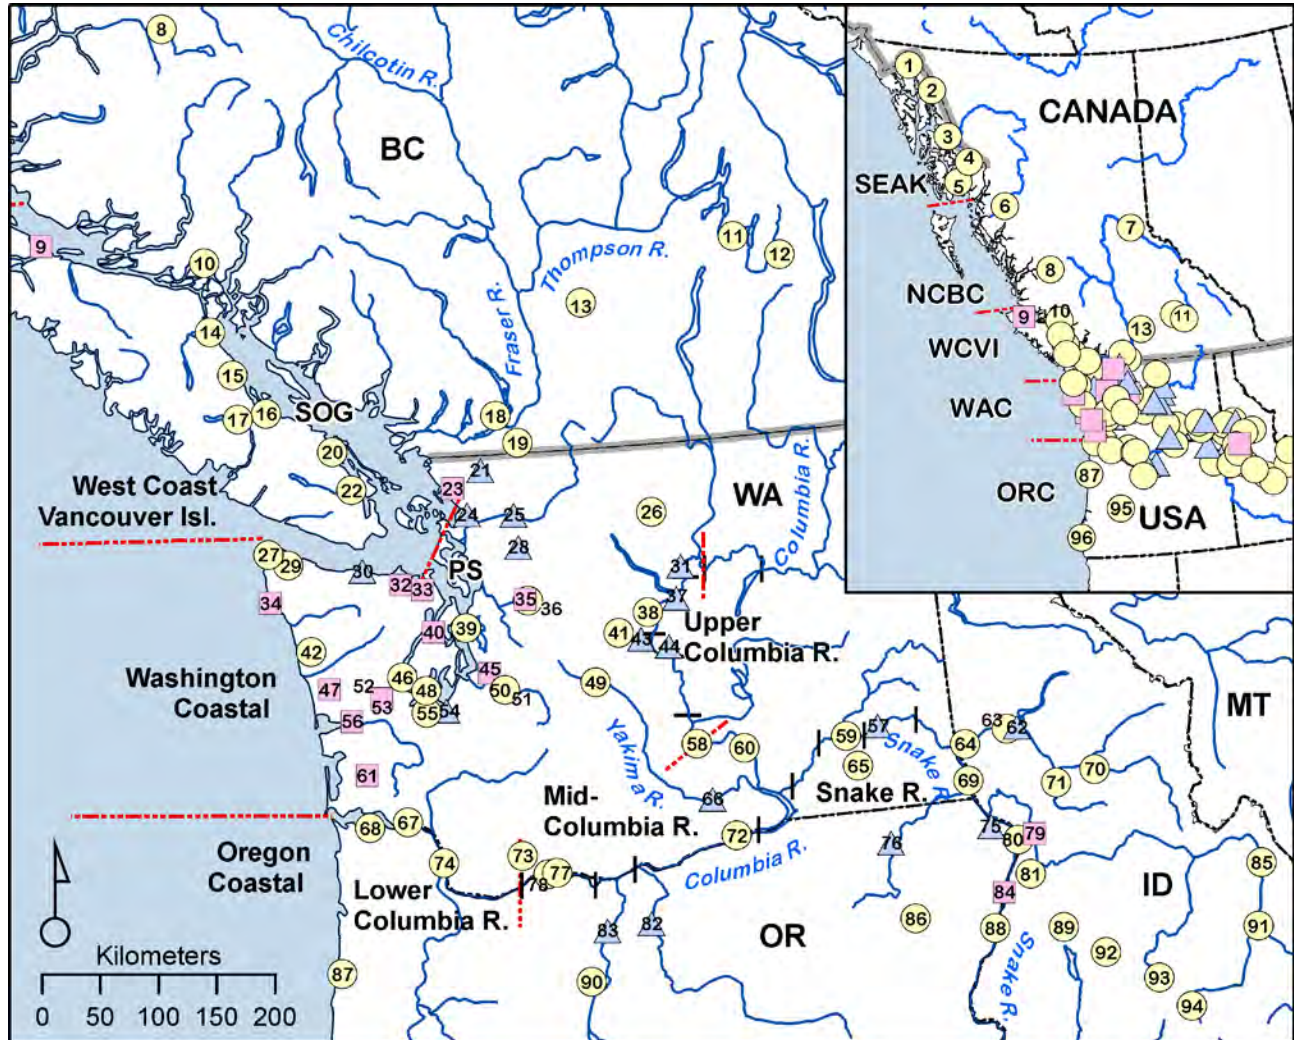 8
Chilcotin R.
BC
9
10
11
12
Thompson R.
13
Fraser R.
14
15
16
17
SOG
18
19
20
21
22
23
24
25
26
28
WA
Columbia R.
West Coast
Vancouver Isl.
27
29
30
31
32
33
34
PS
35
36
37
38
39
40
41
42
43
44
Upper
Columbia R.
45
46
47
48
49
50
51
52
53
54
55
56
Washington
Coastal
57
58
59
60
61
62
63
64
65
66
Yakima R.
Snake R.
Snake R.
MT
67
68
69
70
71
72
73
74
75
76
77
78
79
80
81
Mid-
Columbia R.
Columbia R.
Oregon
Coastal
Lower
Columbia R.
OR
ID
82
83
84
85
86
87
88
89
90
91
92
93
94
Snake R.
Kilometers
0 50 100 150 200
1
2
3
4
5
6
7
8
9
10
11
13
CANADA
SEAK
NCBC
WCVI
WAC
ORC
87
95
96
USA